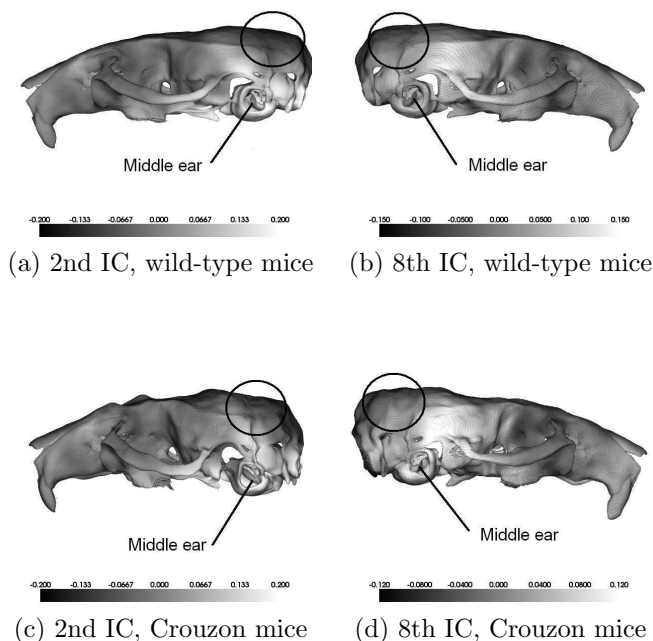 Middle ear
Middle ear
-0.200 -0.133 -0.0667 0.000 0.0667 0.133 0.200
-0.150 -0.100 -0.0500 0.000 0.0500 0.100 0.150
(a) 2nd IC, wild-type mice
(b) 8th IC, wild-type mice
Middle ear
Middle ear
-0.200 -0.133 -0.0667 0.000 0.0667 0.133 0.200
-0.120 -0.0800 -0.0400 0.000 0.0400 0.0800 0.120
(c) 2nd IC, Crouzon mice
(d) 8th IC, Crouzon mice